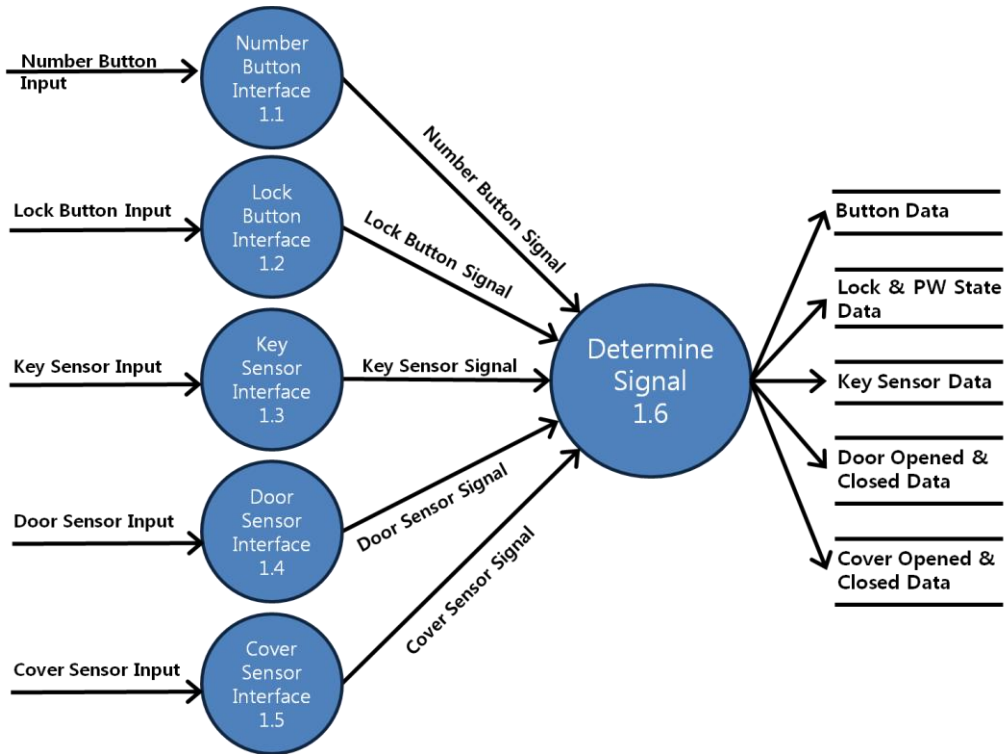 Number Button
Input
Number
Button
Interface
1.1
Number Button Signal
Lock Button Input
Lock
Button
Interface
1.2
Lock Button Signal
Key Sensor Input
Key
Sensor
Interface
1.3
Key Sensor Signal
Door Sensor Input
Door
Sensor
Interface
1.4
Door Sensor Signal
Cover Sensor Input
Cover
Sensor
Interface
1.5
Cover Sensor Signal
Determine
Signal
1.6
Button Data
Lock & PW State
Data
Key Sensor Data
Door Opened &
Closed Data
Cover Opened &
Closed Data